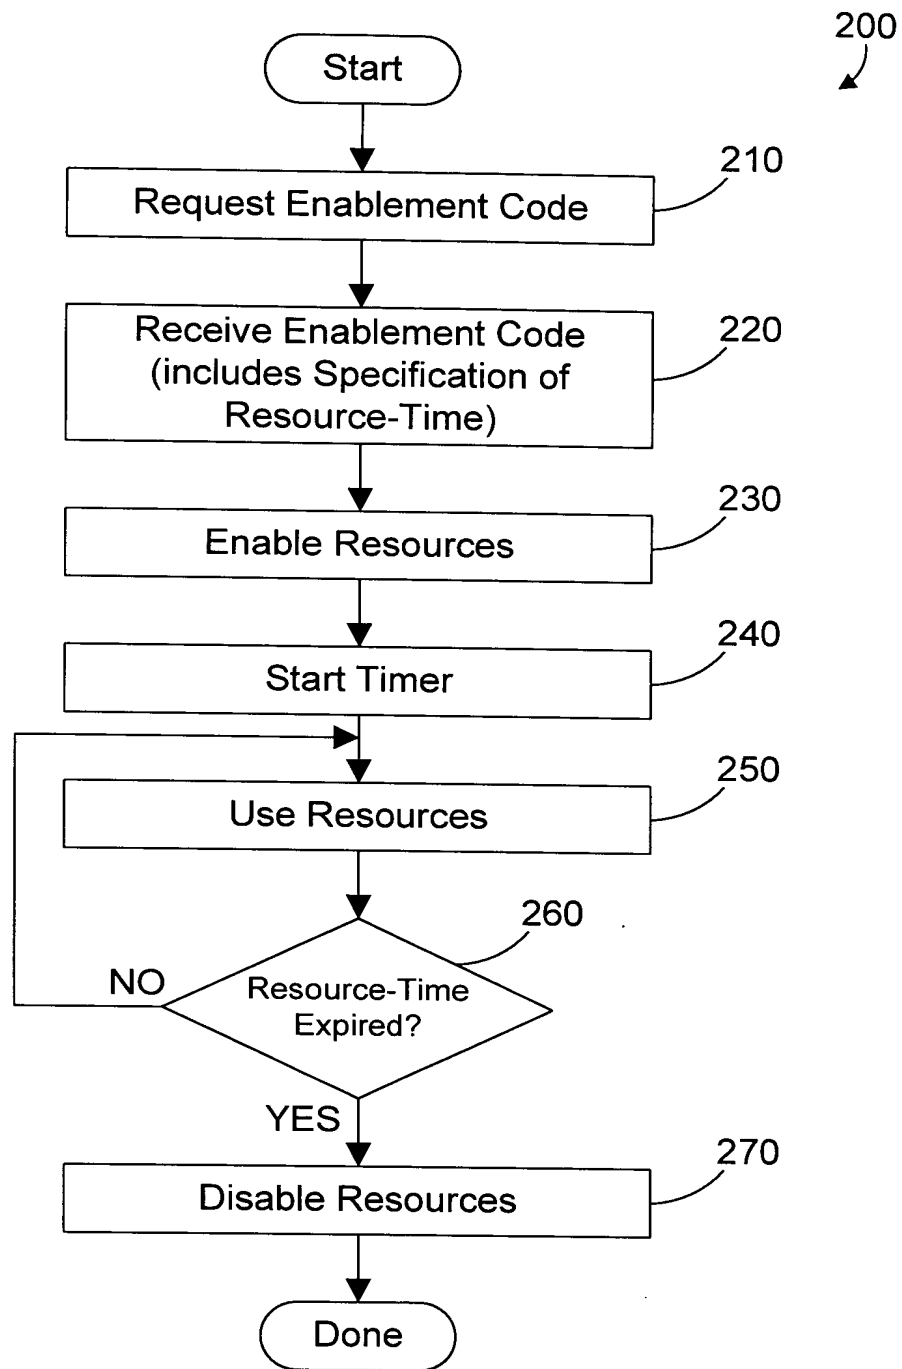 200
Start
210
Request Enablement Code
220
Receive Enablement Code
(includes Specification of
Resource-Time)
230
Enable Resources
240
Start Timer
250
Use Resources
260
NO
Resource-Time
Expired?
YES
270
Disable Resources
Done